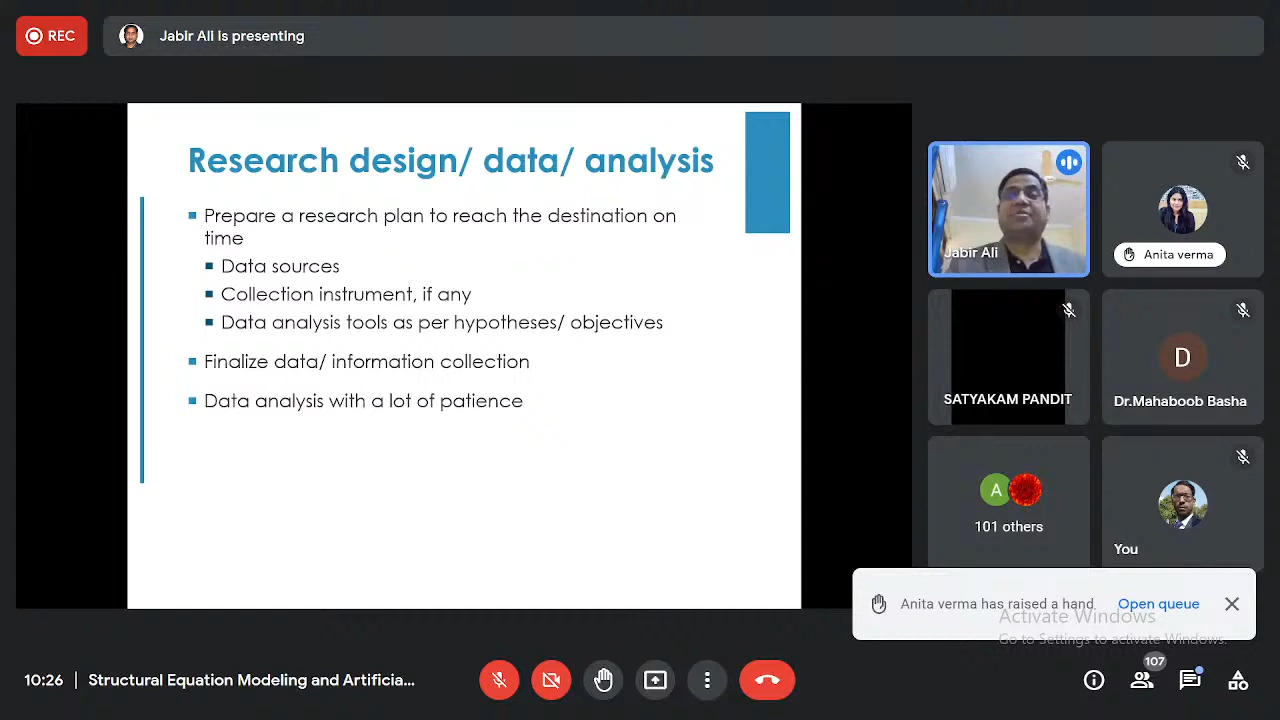 REC
Jabir Ali is presenting
Research design/ data/ analysis
Prepare a research plan to reach the destination on
time
Data sources
Collection instrument, if any
Data analysis tools as per hypotheses/ objectives
Finalize data/ information collection
Data analysis with a lot of patience
Jabir Ali
Anita verma
SATYAKAM PANDIT
D
Dr.Mahaboob Basha
A
101 others
You
Anita verma has raised a hand.
Open queue
Activate Windows
Go to Settings to activate Windows.
10:26
Structural Equation Modeling and Artificia...
107